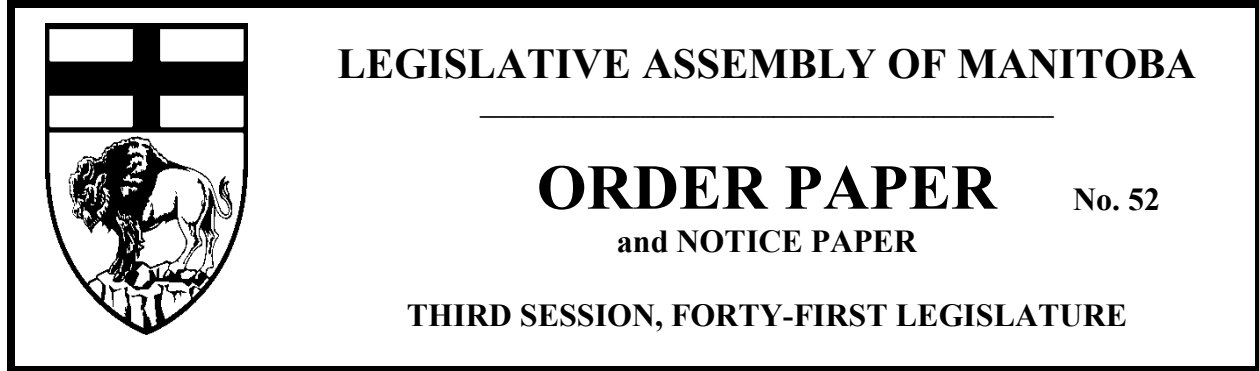 LEGISLATIVE ASSEMBLY OF MANITOBA
ORDER PAPER No. 52
and NOTICE PAPER
THIRD SESSION, FORTY-FIRST LEGISLATURE